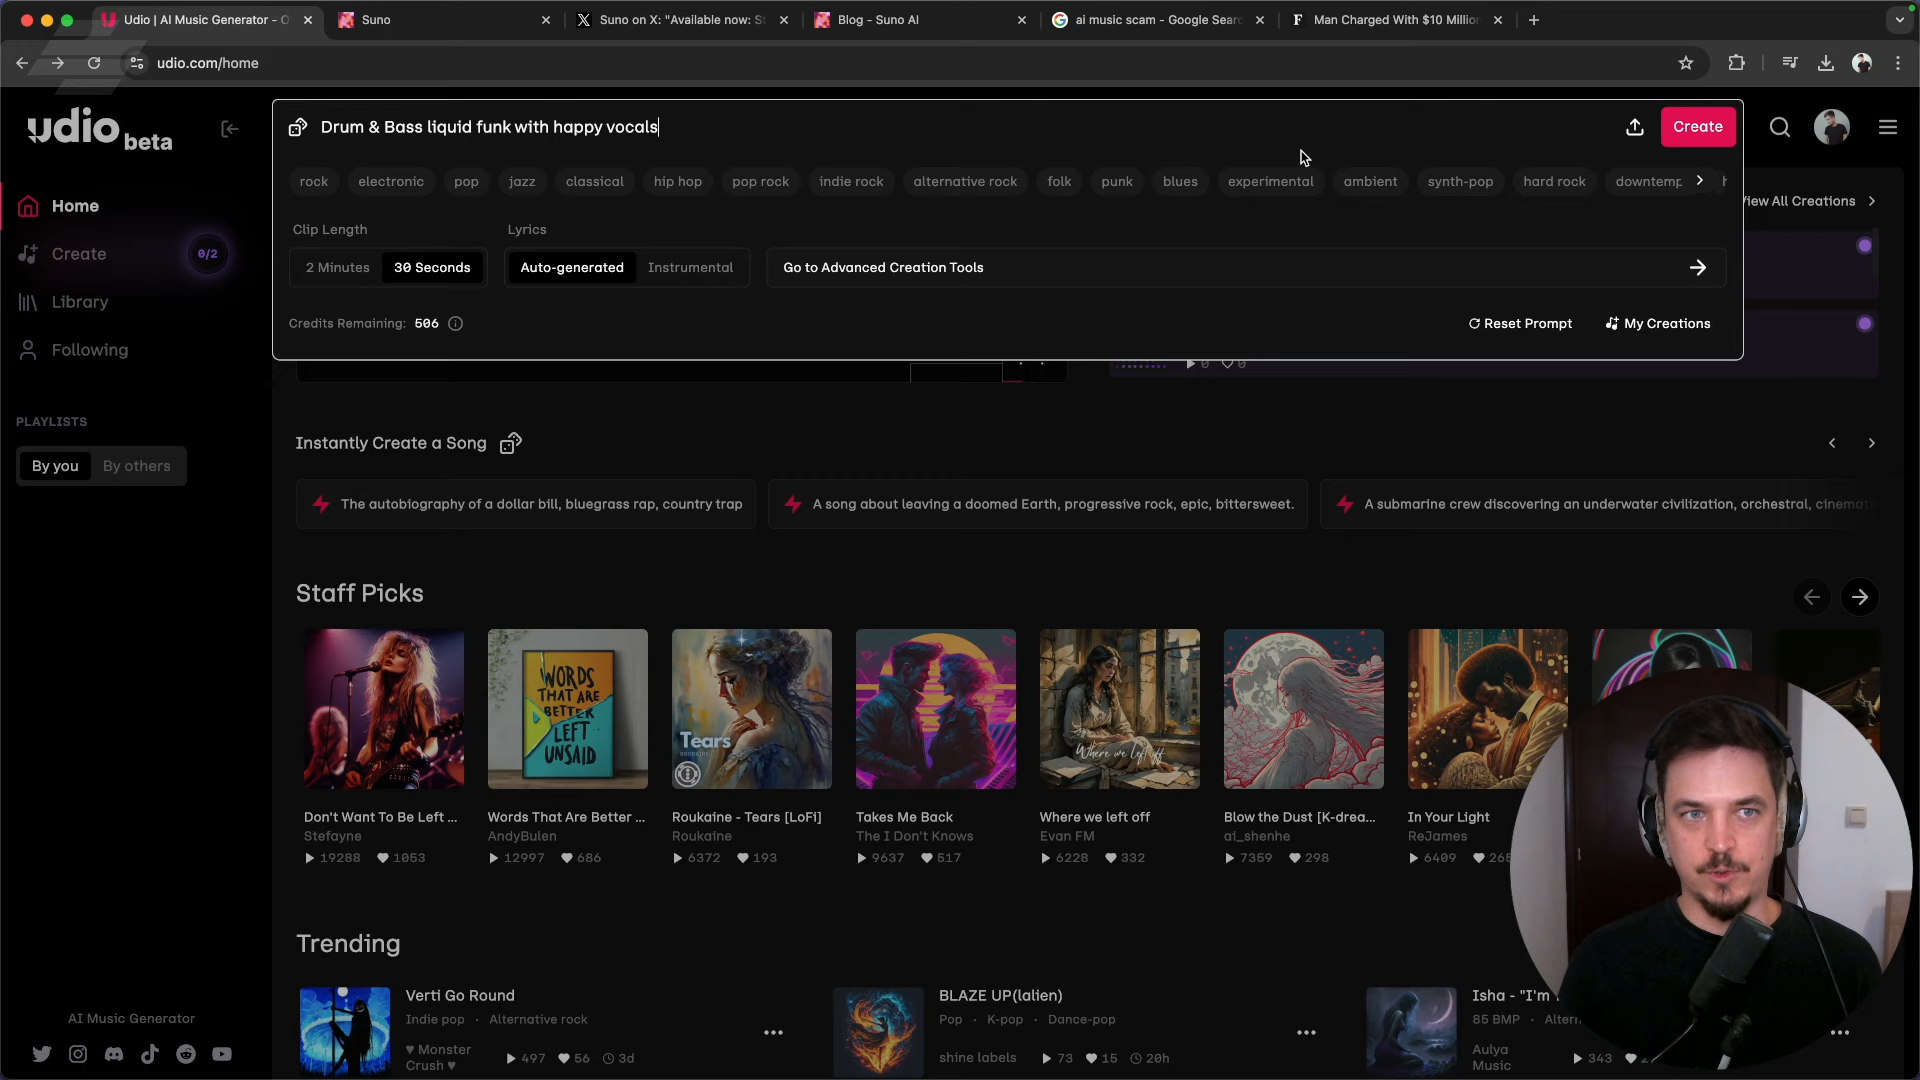 Udio | AI Music Generator - O
Suno
Suno on X: "Available now: St
Blog - Suno AI
ai music scam - Google Searc
Man Charged With $10 Million
udio.com/home
udio beta
Drum & Bass liquid funk with happy vocals
Create
rock electronic pop jazz classical hip hop pop rock indie rock alternative rock folk punk blues experimental ambient synth-pop hard rock downtemp
View All Creations
Home
Create 0/2
Library
Following
Clip Length
Lyrics
2 Minutes 30 Seconds
Auto-generated Instrumental
Go to Advanced Creation Tools
Credits Remaining: 506
Reset Prompt
My Creations
0 0
PLAYLISTS
By you By others
Instantly Create a Song
The autobiography of a dollar bill, bluegrass rap, country trap
A song about leaving a doomed Earth, progressive rock, epic, bittersweet.
A submarine crew discovering an underwater civilization, orchestral, cinemat
Staff Picks
WORDS
THAT ARE
BETTER
LEFT
UNSAID
Tears
ROUKAINE
Where we left off
Don't Want To Be Left ...
Stefayne
19288 1053
Words That Are Better ...
AndyBulen
12997 686
Roukaine - Tears [LoFi]
Roukaine
6372 193
Takes Me Back
The I Don't Knows
9637 517
Where we left off
Evan FM
6228 332
Blow the Dust [K-drea...
ai_shenhe
7359 298
In Your Light
ReJames
6409 265
Trending
Verti Go Round
Indie pop · Alternative rock
♥ Monster
Crush ♥
497 56 3d
BLAZE UP(lalien)
Pop · K-pop · Dance-pop
shine labels
73 15 20h
Isha - "I'm
85 BMP · Altern
Aulya
Music
343
AI Music Generator